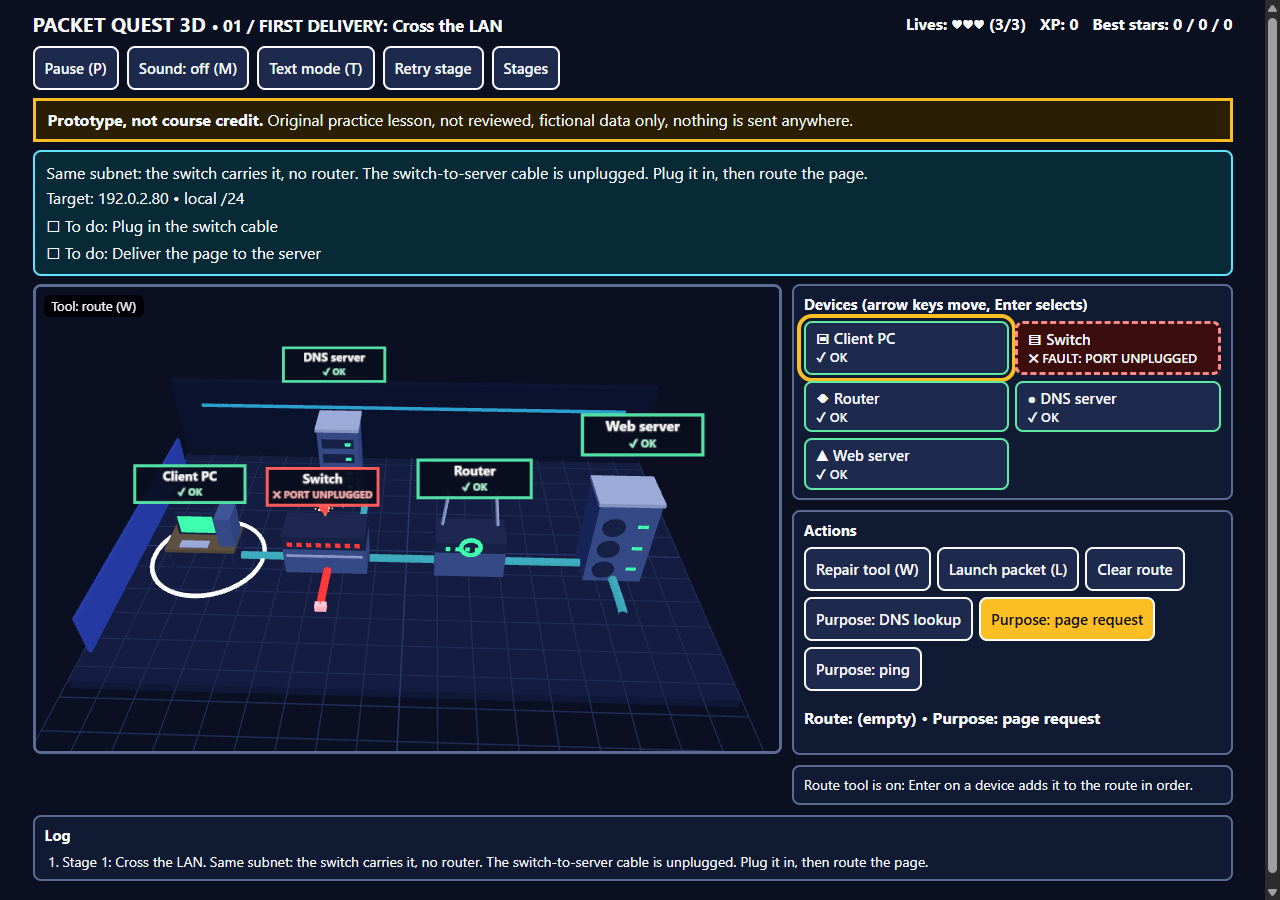 PACKET QUEST 3D • 01 / FIRST DELIVERY: Cross the LAN
Lives: ♥♥♥ (3/3) XP: 0 Best stars: 0 / 0 / 0
Pause (P)
Sound: off (M)
Text mode (T)
Retry stage
Stages
Prototype, not course credit. Original practice lesson, not reviewed, fictional data only, nothing is sent anywhere.
Same subnet: the switch carries it, no router. The switch-to-server cable is unplugged. Plug it in, then route the page.
Target: 192.0.2.80 • local /24
☐ To do: Plug in the switch cable
☐ To do: Deliver the page to the server
Tool: route (W)
DNS server
✓ OK
Web server
✓ OK
Client PC
✓ OK
Switch
✕ PORT UNPLUGGED
Router
✓ OK
Devices (arrow keys move, Enter selects)
Client PC
✓ OK
Switch
✕ FAULT: PORT UNPLUGGED
◆ Router
✓ OK
● DNS server
✓ OK
▲ Web server
✓ OK
Actions
Repair tool (W)
Launch packet (L)
Clear route
Purpose: DNS lookup
Purpose: page request
Purpose: ping
Route: (empty) • Purpose: page request
Route tool is on: Enter on a device adds it to the route in order.
Log
1. Stage 1: Cross the LAN. Same subnet: the switch carries it, no router. The switch-to-server cable is unplugged. Plug it in, then route the page.